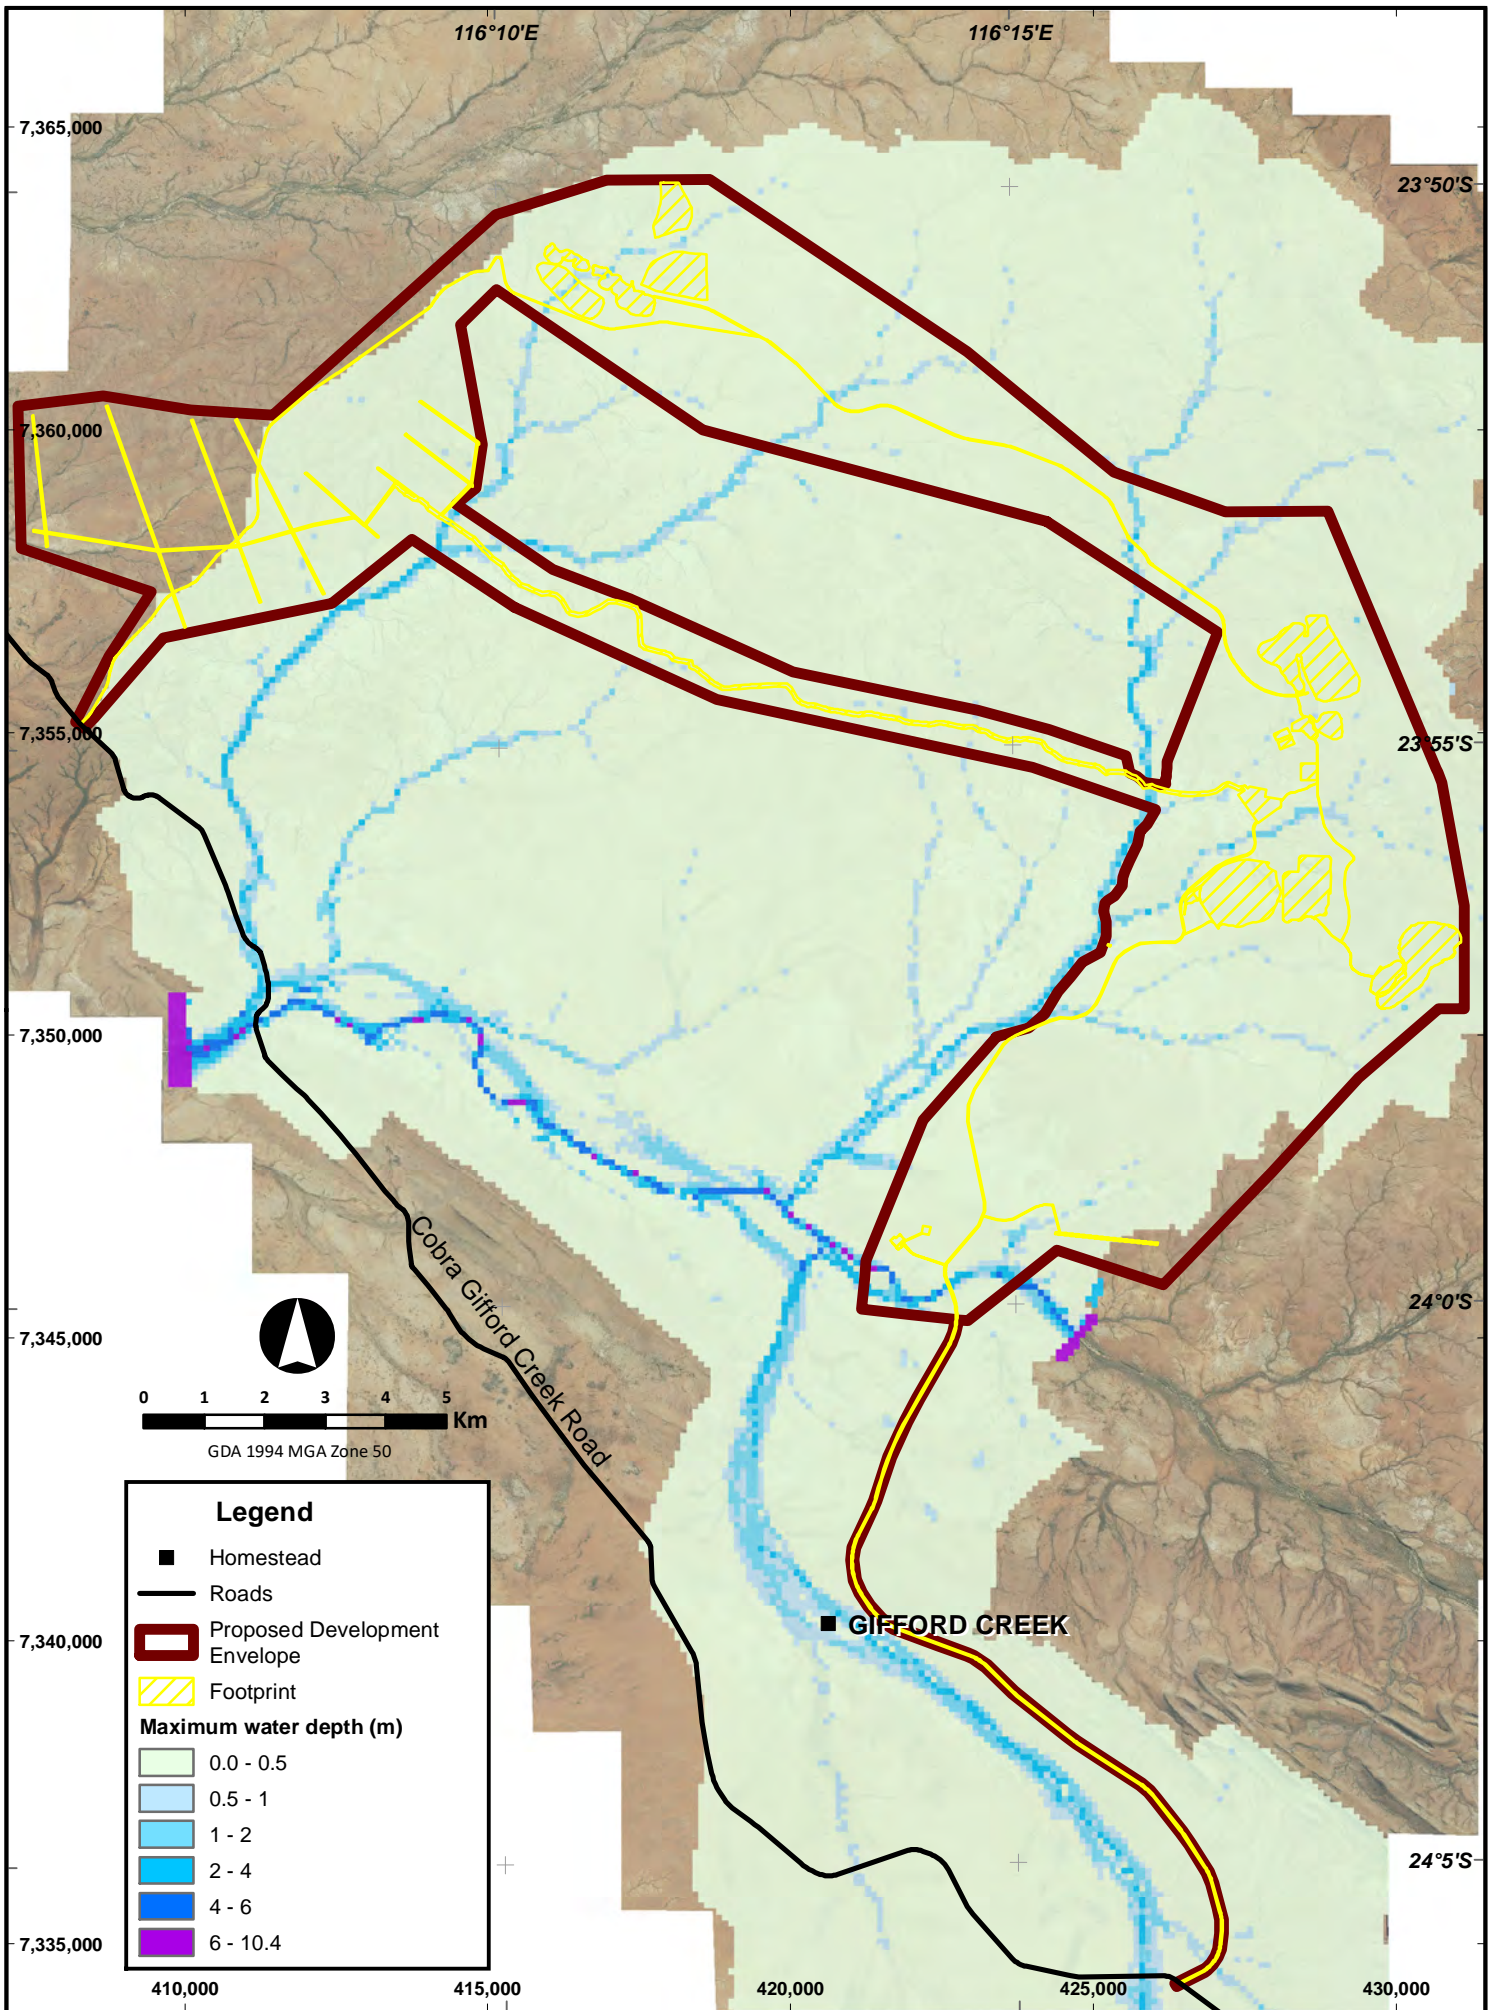 116°10'E
116°15'E
7,365,000
23°50'S
7,360,000
7,355,000
23°55'S
7,350,000
Cobra Gifford Creek Road
24°0'S
7,345,000
0 1 2 3 4 5
Km
GDA 1994 MGA Zone 50
Legend
Homestead
Roads
Proposed Development
Envelope
Footprint
Maximum water depth (m)
0.0 - 0.5
0.5 - 1
1 - 2
2 - 4
4 - 6
6 - 10.4
GIFFORD CREEK
7,340,000
24°5'S
7,335,000
410,000
415,000
420,000
425,000
430,000